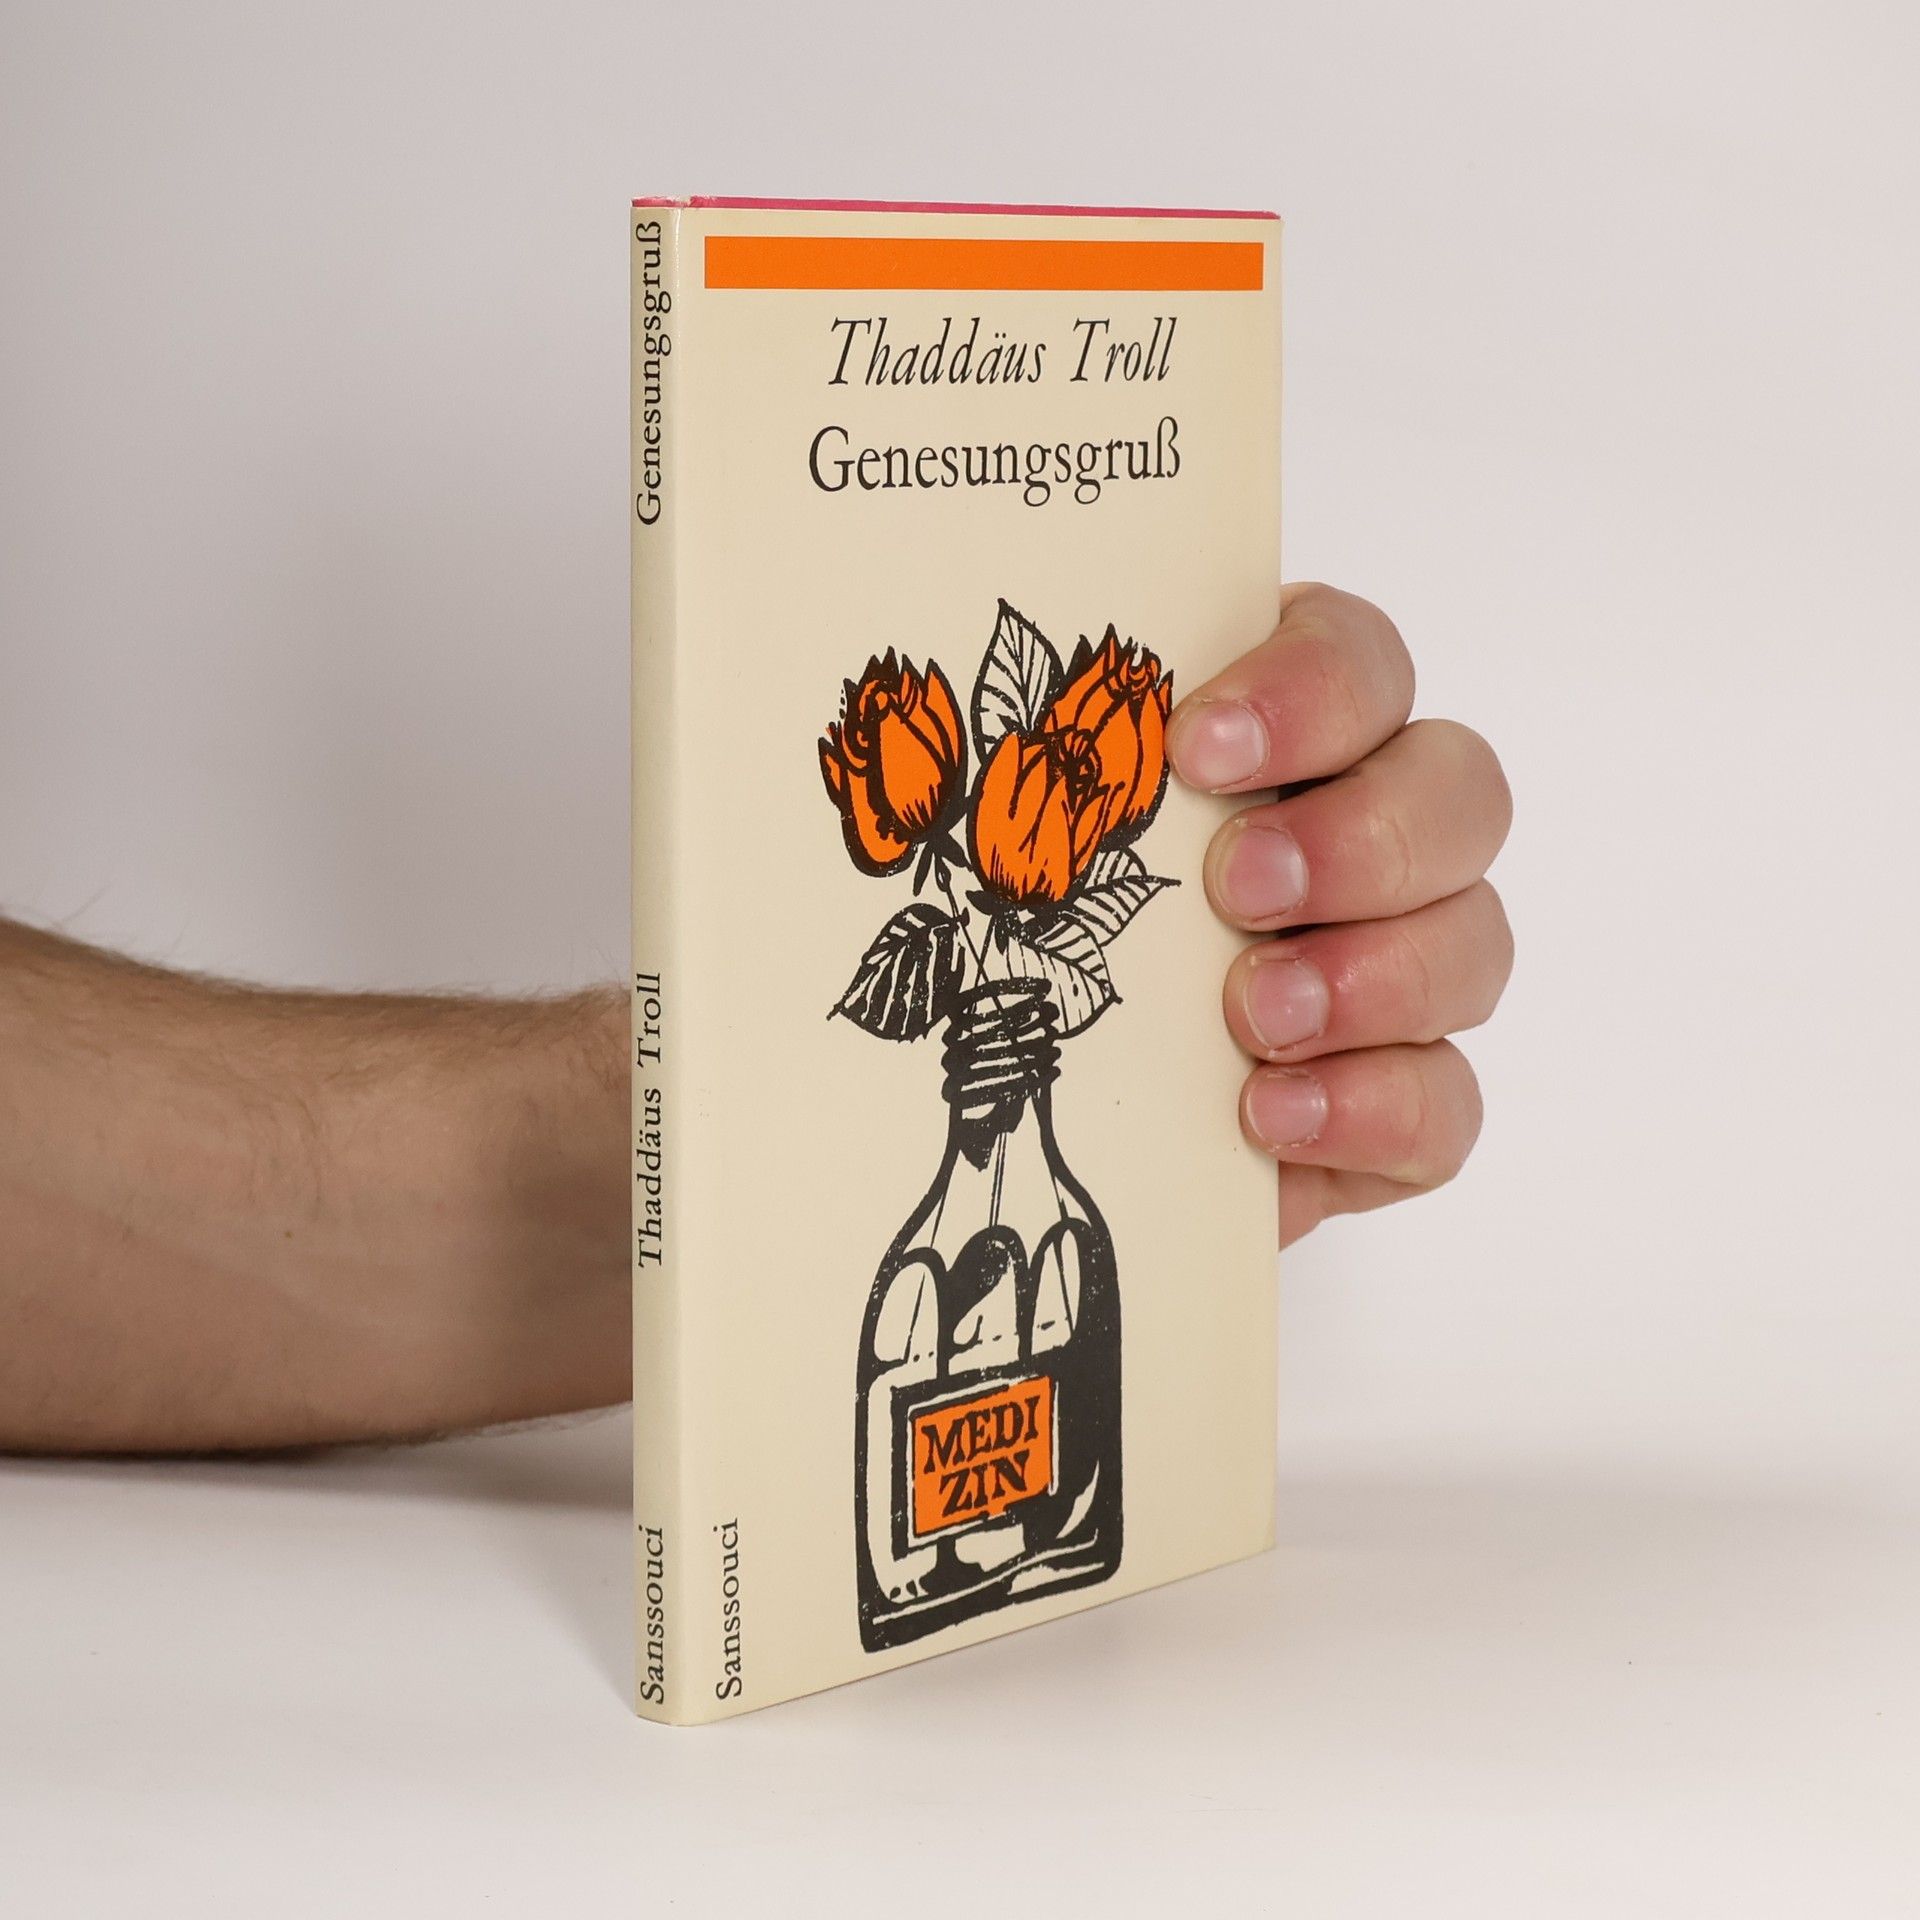 Genesungsgruß
Thaddäus Troll
Sanssouci
Thaddäus Troll
Genesungsgruß
MEDI
ZIN
Sanssouci